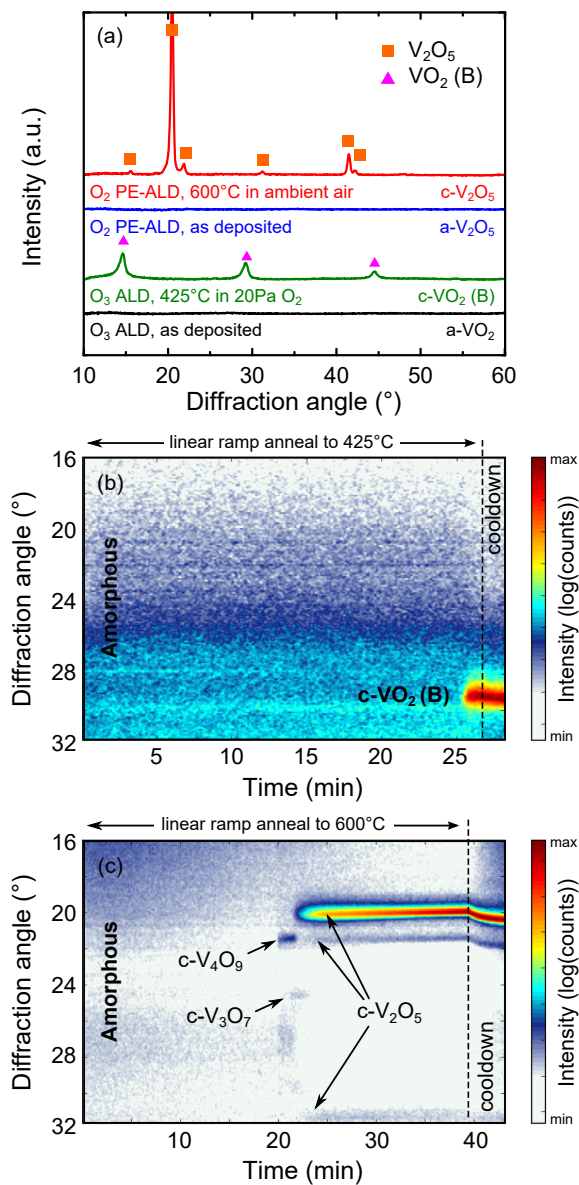 (a)
V₂O₅
VO₂ (B)
Intensity (a.u.)
O₂ PE-ALD, 600°C in ambient air c-V₂O₅
O₂ PE-ALD, as deposited a-V₂O₅
O₃ ALD, 425°C in 20Pa O₂ c-VO₂ (B)
O₃ ALD, as deposited a-VO₂
10 20 30 40 50 60
Diffraction angle (°)
linear ramp anneal to 425°C
(b)
16
20
24
28
32
Diffraction angle (°)
Amorphous
c-VO₂ (B)
cooldown
5 10 15 20 25
Time (min)
max
min
Intensity (log(counts))
linear ramp anneal to 600°C
(c)
16
20
24
28
32
Diffraction angle (°)
Amorphous
c-V₄O₉
c-V₃O₇
c-V₂O₅
cooldown
10 20 30 40
Time (min)
max
min
Intensity (log(counts))